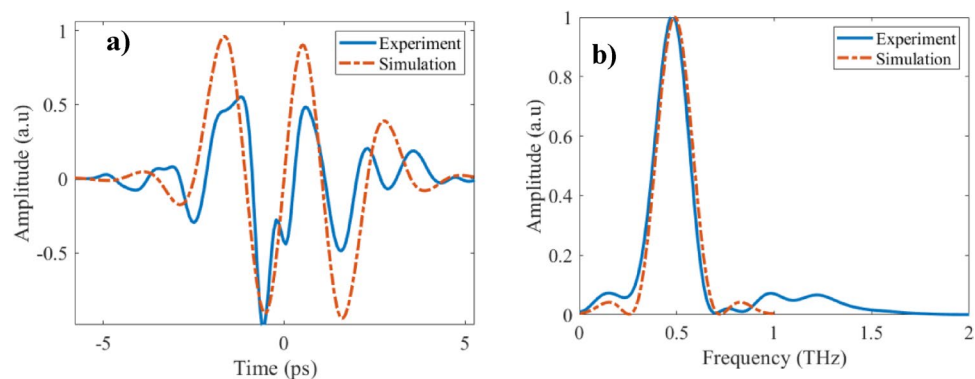 a)
Experiment
Simulation
1
0.5
0
-0.5
-5
0
5
Amplitude (a.u)
Time (ps)
b)
Experiment
Simulation
1
0.8
0.6
0.4
0.2
0
0
0.5
1
1.5
2
Amplitude (a.u)
Frequency (THz)